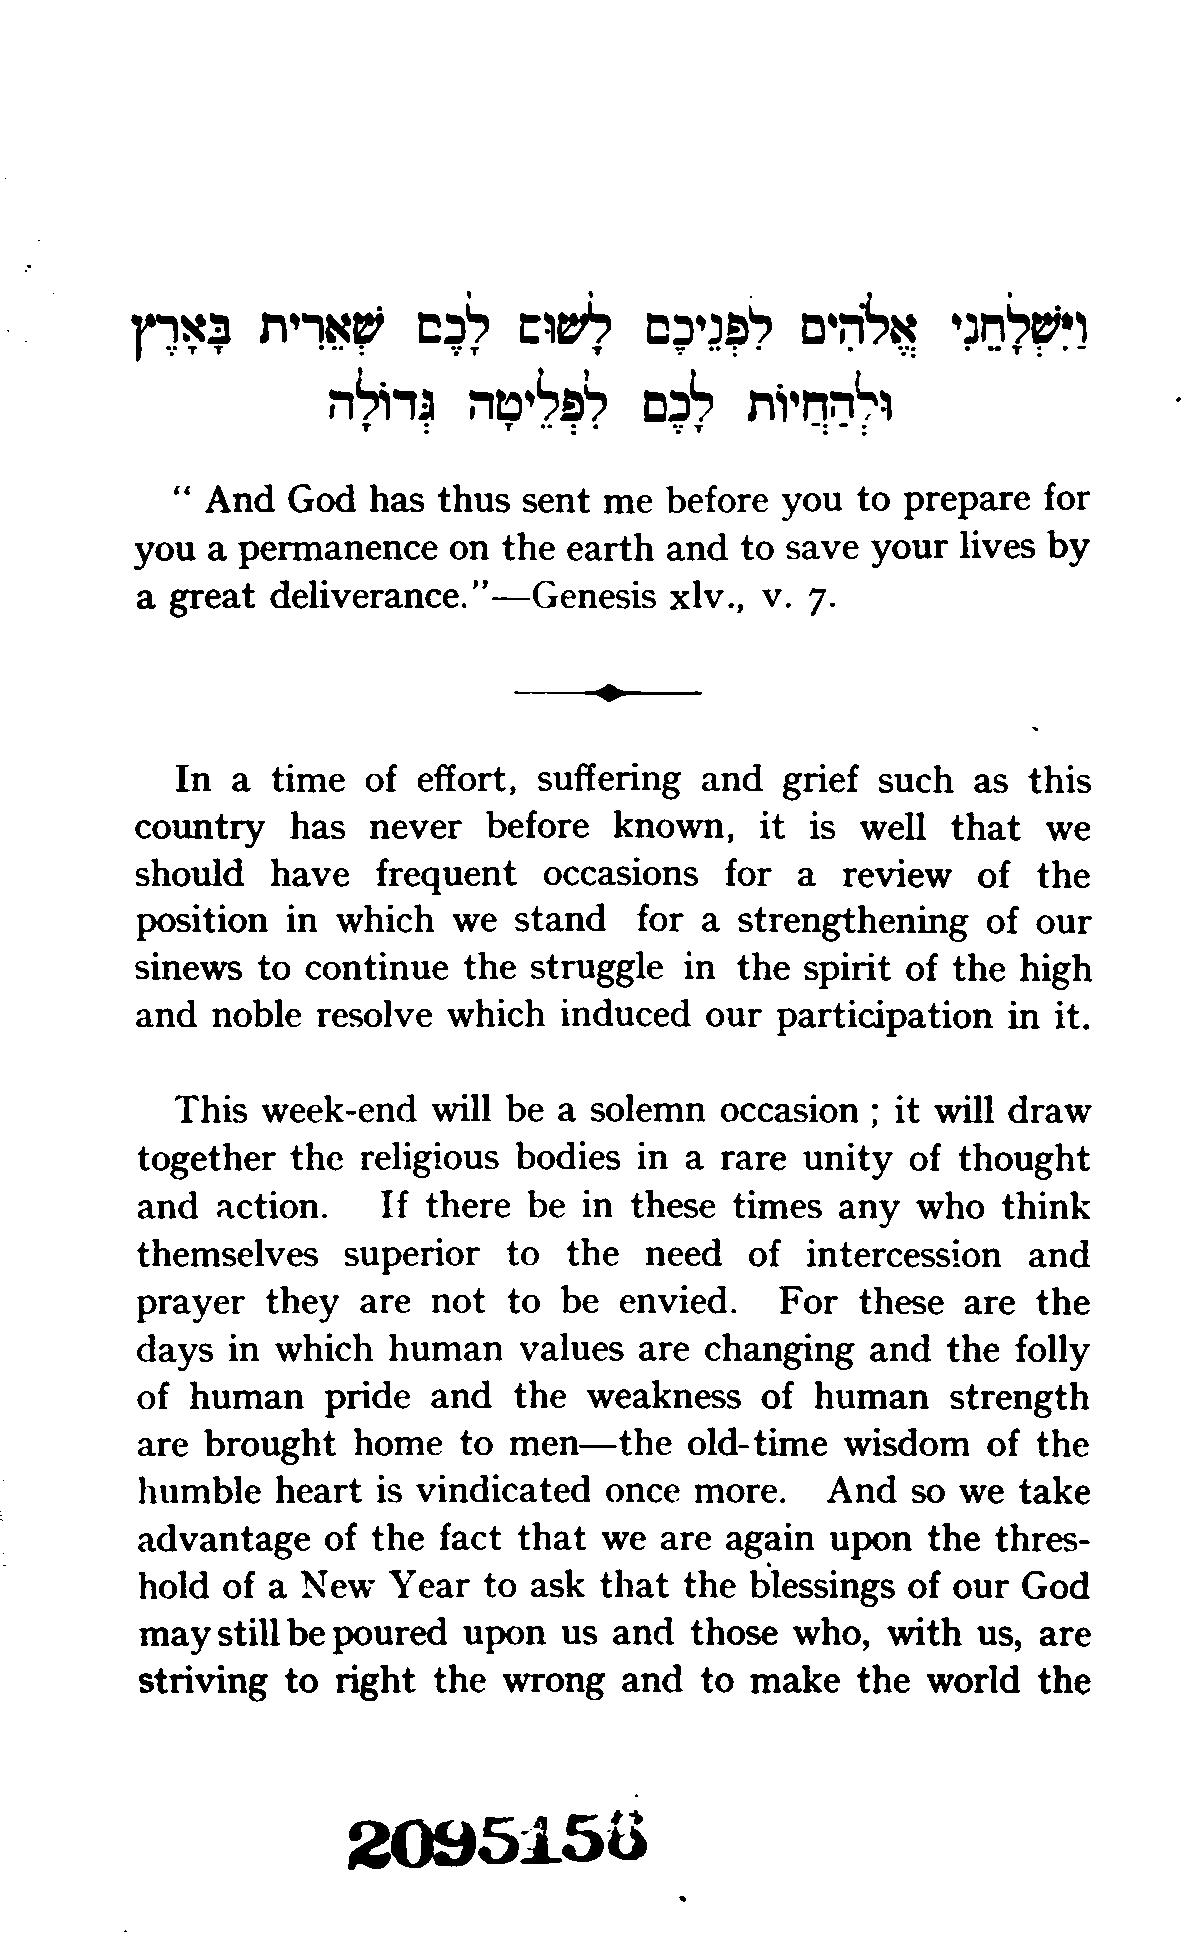 וַיִּשְׁלָחֵנִי אֱלֹהִים לִפְנֵיכֶם לָשׂוּם לָכֶם שְׁאֵרִית בָּאָרֶץ
וּלְהַחֲיוֹת לָכֶם לִפְלֵיטָה גְּדוֹלָה
“ And God has thus sent me before you to prepare for
you a permanence on the earth and to save your lives by
a great deliverance.”—Genesis xlv., v. 7.
In a time of effort, suffering and grief such as this
country has never before known, it is well that we
should have frequent occasions for a review of the
position in which we stand for a strengthening of our
sinews to continue the struggle in the spirit of the high
and noble resolve which induced our participation in it.
This week-end will be a solemn occasion ; it will draw
together the religious bodies in a rare unity of thought
and action. If there be in these times any who think
themselves superior to the need of intercession and
prayer they are not to be envied. For these are the
days in which human values are changing and the folly
of human pride and the weakness of human strength
are brought home to men—the old-time wisdom of the
humble heart is vindicated once more. And so we take
advantage of the fact that we are again upon the thres-
hold of a New Year to ask that the blessings of our God
may still be poured upon us and those who, with us, are
striving to right the wrong and to make the world the